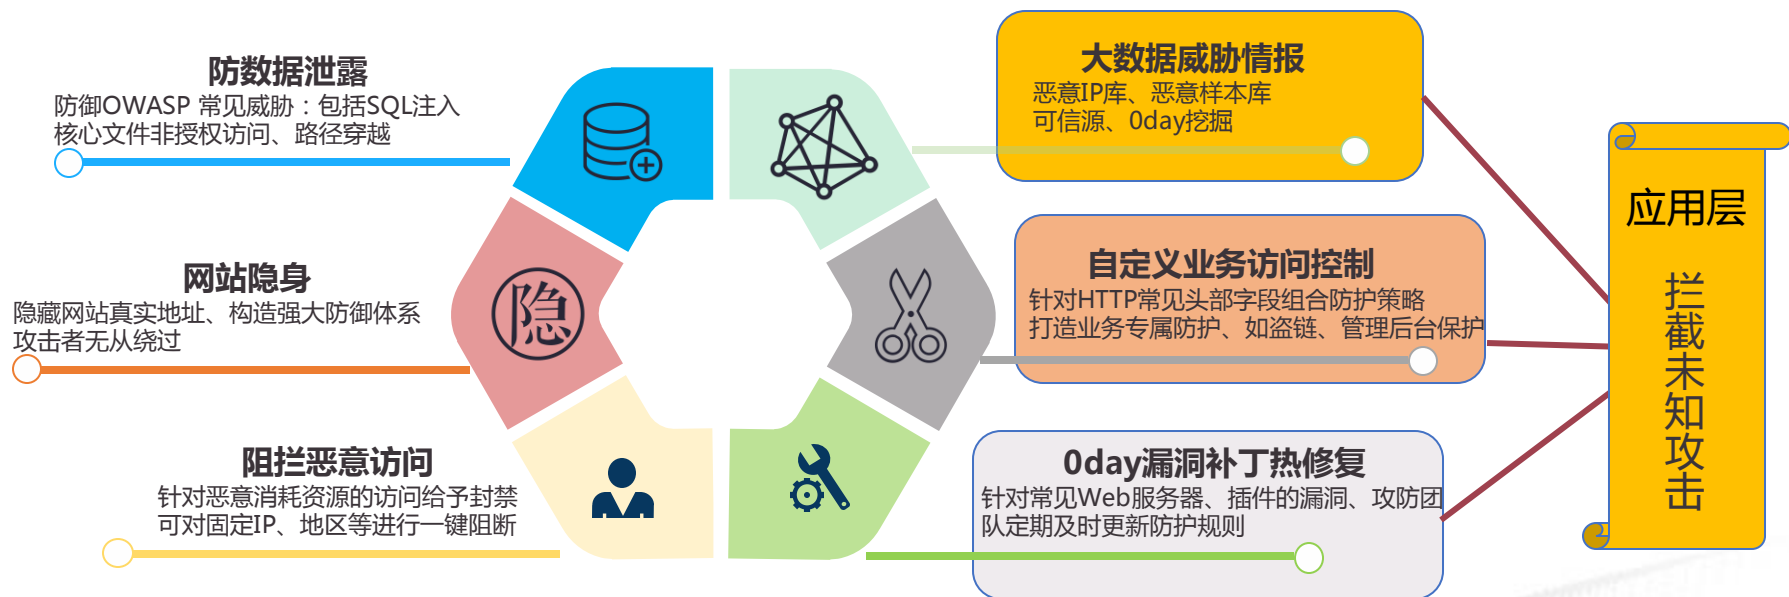 防数据泄露
防御OWASP 常见威胁：包括SQL注入
核心文件非授权访问、路径穿越
网站隐身
隐藏网站真实地址、构造强大防御体系
攻击者无从绕过
阻拦恶意访问
针对恶意消耗资源的访问给予封禁
可对固定IP、地区等进行一键阻断
隐
大数据威胁情报
恶意IP库、恶意样本库
可信源、0day挖掘
自定义业务访问控制
针对HTTP常见头部字段组合防护策略
打造业务专属防护、如盗链、管理后台保护
0day漏洞补丁热修复
针对常见Web服务器、插件的漏洞、攻防团
队定期及时更新防护规则
应用层
拦截未知攻击